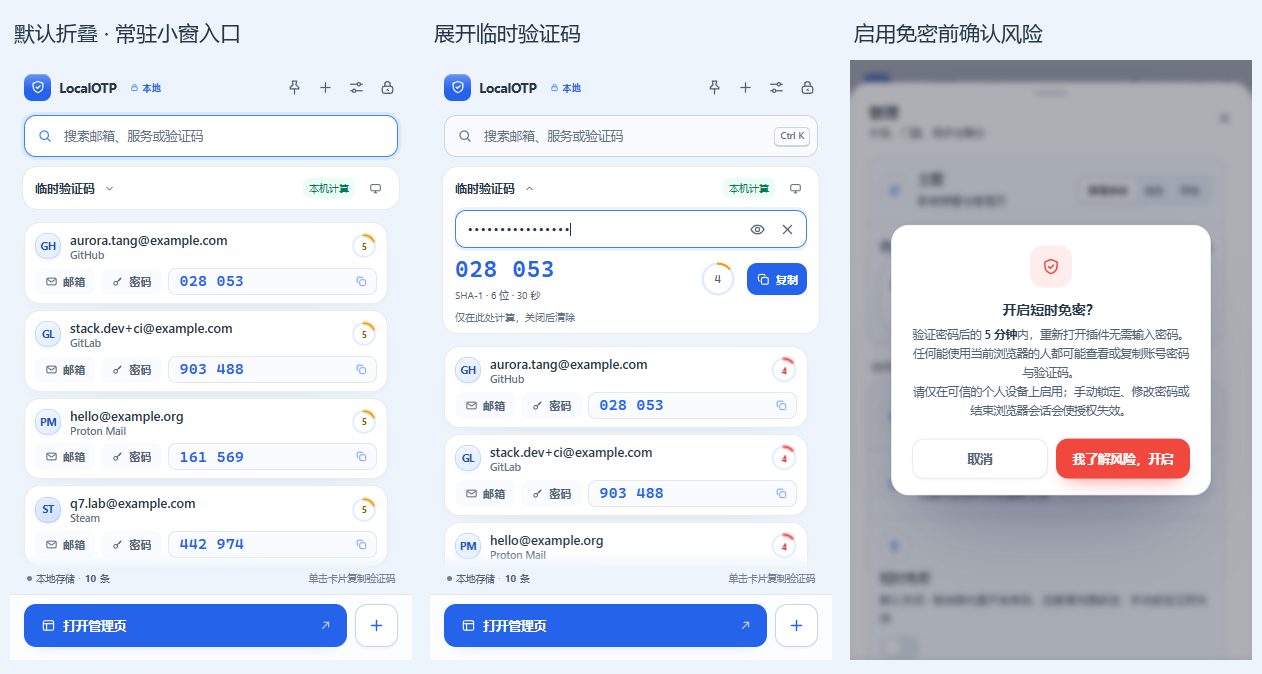 默认折叠 · 常驻小窗入口
LocalOTP 本地
搜索邮箱、服务或验证码
临时验证码 本机计算
GH aurora.tang@example.com 5
GitHub
邮箱 密码 028 053
GL stack.dev+ci@example.com 5
GitLab
邮箱 密码 903 488
PM hello@example.org 5
Proton Mail
邮箱 密码 161 569
ST q7.lab@example.com 5
Steam
邮箱 密码 442 974
本地存储 · 10 条 单击卡片复制验证码
打开管理页
展开临时验证码
LocalOTP 本地
搜索邮箱、服务或验证码 Ctrl K
临时验证码 本机计算
••••••••••••••••
028 053 4 复制
SHA-1 · 6 位 · 30 秒
仅在此处计算，关闭后清除
GH aurora.tang@example.com 4
GitHub
邮箱 密码 028 053
GL stack.dev+ci@example.com 4
GitLab
邮箱 密码 903 488
PM hello@example.org 4
Proton Mail
本地存储 · 10 条 单击卡片复制验证码
打开管理页
启用免密前确认风险
开启短时免密？
验证密码后的 5 分钟内，重新打开插件无需输入密码。
任何能使用当前浏览器的人都可能查看或复制账号密码
与验证码。
请仅在可信的个人设备上启用；手动锁定、修改密码或
结束浏览器会话会使授权失效。
取消 我了解风险，开启